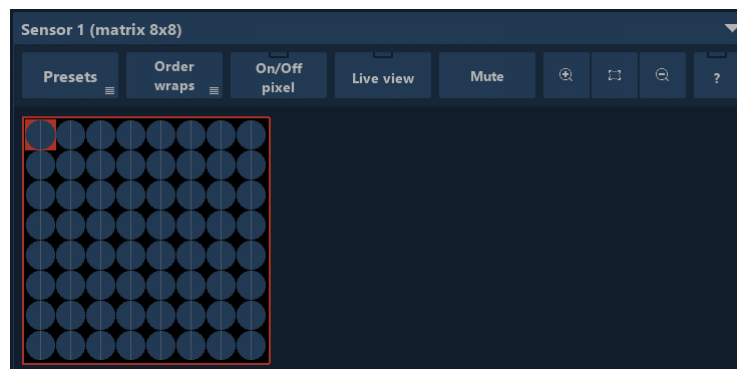 Sensor 1 (matrix 8x8)
Presets
Order
wraps
On/Off
pixel
Live view
Mute
?